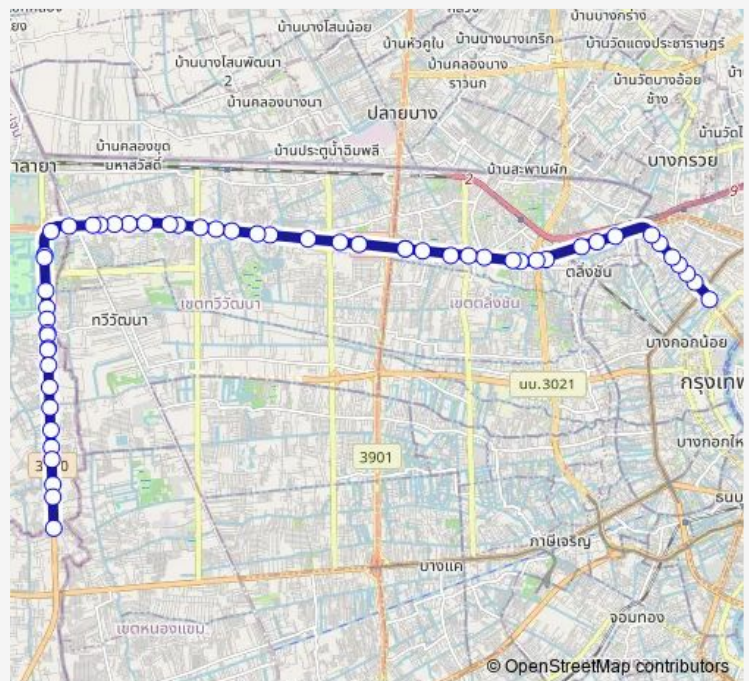 บ้านบางกร่าง
บ้านบางโสนน้อย
บ้านหัวคูใน
บ้านบางนางเกริก
บ้านวัดแดงประชาราษฎร์
บ้านบางโสนพัฒนา
2
บ้านคลองบาง
ราวนก
บ้านวัดบางอ้อย
ช้าง
บ้านคลองบางนา
ปลายบาง
บ้านคลองขุด
มหาสวัสดิ์
บ้านประตูน้ำฉิมพลี
บ้านสะพานผัก
บางกรวย
าลายา
2
9
ตลิ่งชัน
เขตทวีวัฒนา
เขตตลิ่งชัน
ทวีวัฒนา
บางกอกน้อย
นบ.3021
กรุงเทพ
บางกอกให
3901
ธนบุ
ภาษีเจริญ
บางแค
จอมทอง
เขตหนองแขม
© OpenStreetMap contributors